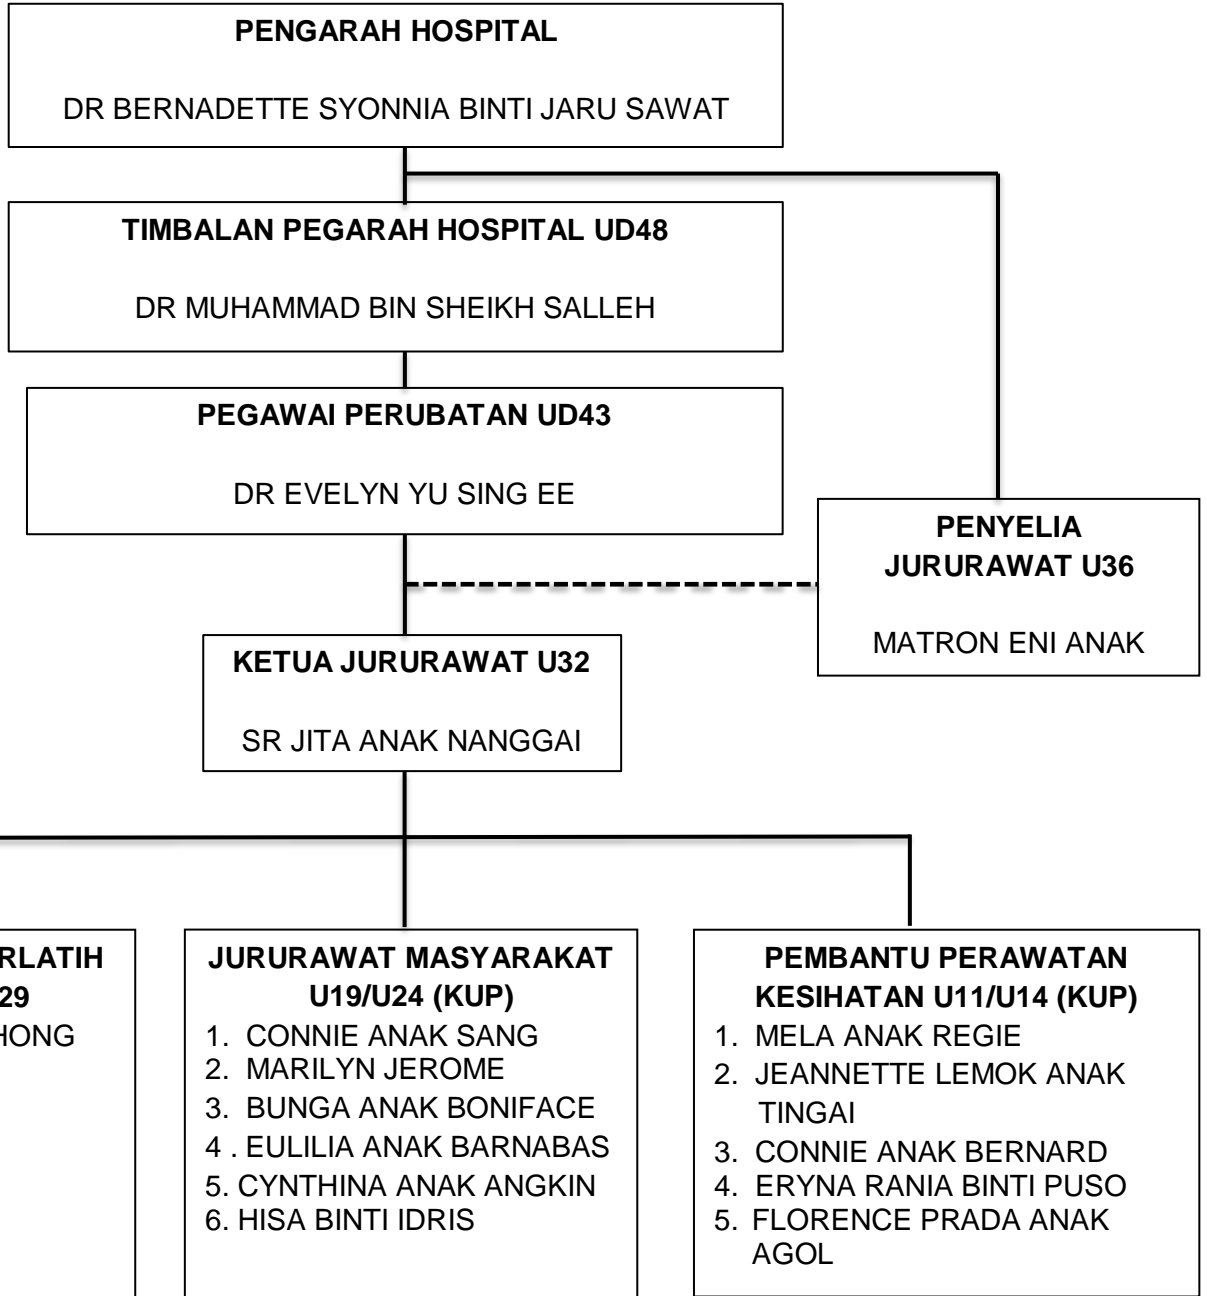 PENGARAH HOSPITAL
DR BERNADETTE SYONNIA BINTI JARU SAWAT
TIMBALAN PEGARAH HOSPITAL UD48
DR MUHAMMAD BIN SHEIKH SALLEH
PEGAWAI PERUBATAN UD43
DR EVELYN YU SING EE
PENYELIA
JURURAWAT U36
MATRON ENI ANAK
KETUA JURURAWAT U32
SR JITA ANAK NANGGAI
RLATIH
29
HONG
JURURAWAT MASYARAKAT
U19/U24 (KUP)
1. CONNIE ANAK SANG
2. MARILYN JEROME
3. BUNGA ANAK BONIFACE
4 . EULILIA ANAK BARNABAS
5. CYNTHINA ANAK ANGKIN
6. HISA BINTI IDRIS
PEMBANTU PERAWATAN
KESIHATAN U11/U14 (KUP)
1. MELA ANAK REGIE
2. JEANNETTE LEMOK ANAK
TINGAI
3. CONNIE ANAK BERNARD
4. ERYNA RANIA BINTI PUSO
5. FLORENCE PRADA ANAK
AGOL